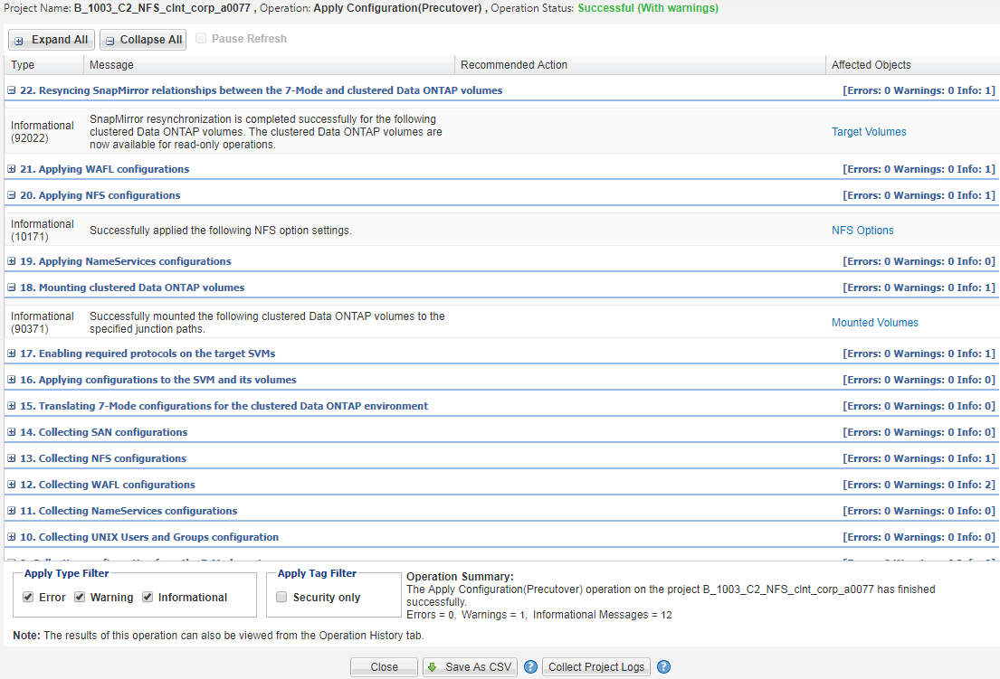 Project Name: B_1003_C2_NFS_clnt_corp_a0077 , Operation: Apply Configuration(Precutover) , Operation Status: Successful (With warnings)
Expand All Collapse All Pause Refresh
Type Message Recommended Action Affected Objects
22. Resyncing SnapMirror relationships between the 7-Mode and clustered Data ONTAP volumes [Errors: 0 Warnings: 0 Info: 1]
Informational (92022) SnapMirror resynchronization is completed successfully for the following
clustered Data ONTAP volumes. The clustered Data ONTAP volumes are
now available for read-only operations.
Target Volumes
21. Applying WAFL configurations [Errors: 0 Warnings: 0 Info: 1]
20. Applying NFS configurations [Errors: 0 Warnings: 0 Info: 1]
Informational
(10171)
Successfully applied the following NFS option settings. NFS Options
19. Applying NameServices configurations [Errors: 0 Warnings: 0 Info: 0]
18. Mounting clustered Data ONTAP volumes [Errors: 0 Warnings: 0 Info: 1]
Informational
(90371)
Successfully mounted the following clustered Data ONTAP volumes to the
specified junction paths.
Mounted Volumes
17. Enabling required protocols on the target SVMs [Errors: 0 Warnings: 0 Info: 1]
16. Applying configurations to the SVM and its volumes [Errors: 0 Warnings: 0 Info: 0]
15. Translating 7-Mode configurations for the clustered Data ONTAP environment [Errors: 0 Warnings: 0 Info: 0]
14. Collecting SAN configurations [Errors: 0 Warnings: 0 Info: 0]
13. Collecting NFS configurations [Errors: 0 Warnings: 0 Info: 1]
12. Collecting WAFL configurations [Errors: 0 Warnings: 0 Info: 2]
11. Collecting NameServices configurations [Errors: 0 Warnings: 0 Info: 0]
10. Collecting UNIX Users and Groups configuration [Errors: 0 Warnings: 0 Info: 0]
Apply Type Filter
Error Warning Informational
Apply Tag Filter
Security only
Operation Summary:
The Apply Configuration(Precutover) operation on the project B_1003_C2_NFS_clnt_corp_a0077 has finished
successfully.
Errors = 0, Warnings = 1, Informational Messages = 12
Note: The results of this operation can also be viewed from the Operation History tab.
Close Save As CSV ? Collect Project Logs ?